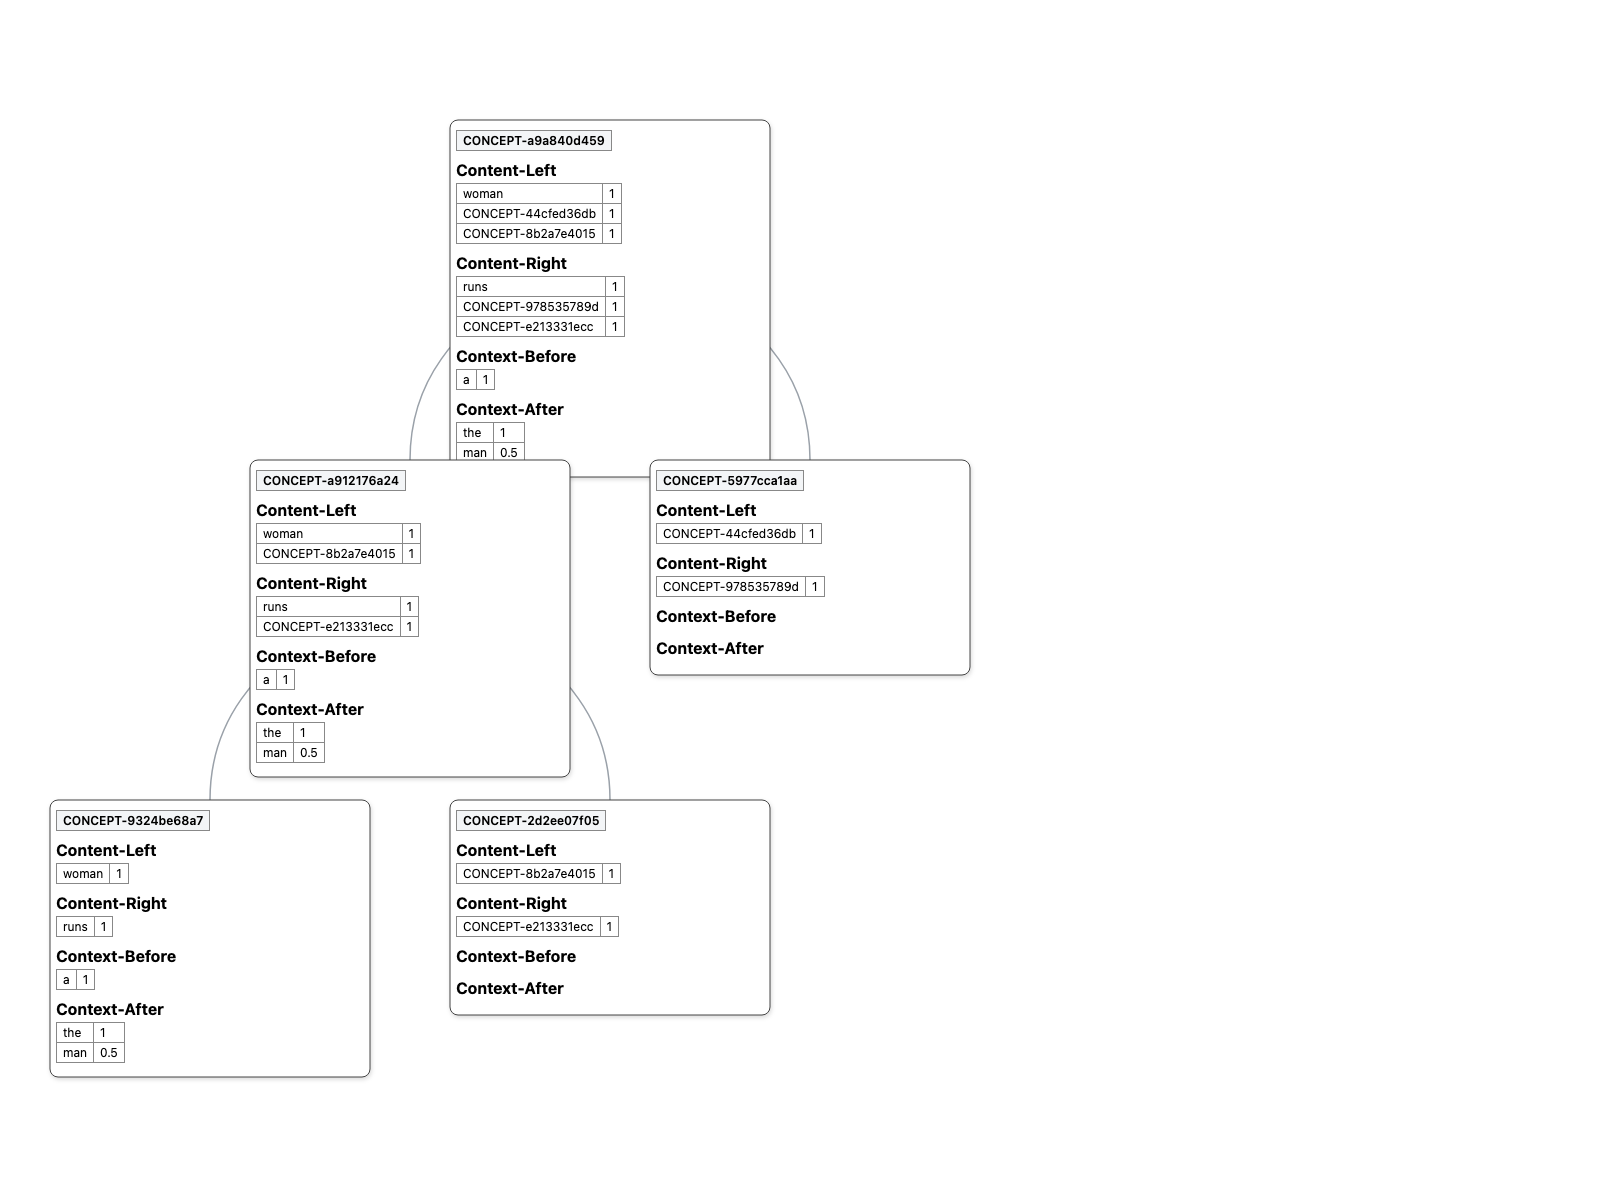 CONCEPT-a9a840d459
Content-Left
woman 1
CONCEPT-44cfed36db 1
CONCEPT-8b2a7e4015 1
Content-Right
runs 1
CONCEPT-978535789d 1
CONCEPT-e213331ecc 1
Context-Before
a 1
Context-After
the 1
man 0.5
CONCEPT-a912176a24
Content-Left
woman 1
CONCEPT-8b2a7e4015 1
Content-Right
runs 1
CONCEPT-e213331ecc 1
Context-Before
a 1
Context-After
the 1
man 0.5
CONCEPT-5977cca1aa
Content-Left
CONCEPT-44cfed36db 1
Content-Right
CONCEPT-978535789d 1
Context-Before
Context-After
CONCEPT-9324be68a7
Content-Left
woman 1
Content-Right
runs 1
Context-Before
a 1
Context-After
the 1
man 0.5
CONCEPT-2d2ee07f05
Content-Left
CONCEPT-8b2a7e4015 1
Content-Right
CONCEPT-e213331ecc 1
Context-Before
Context-After